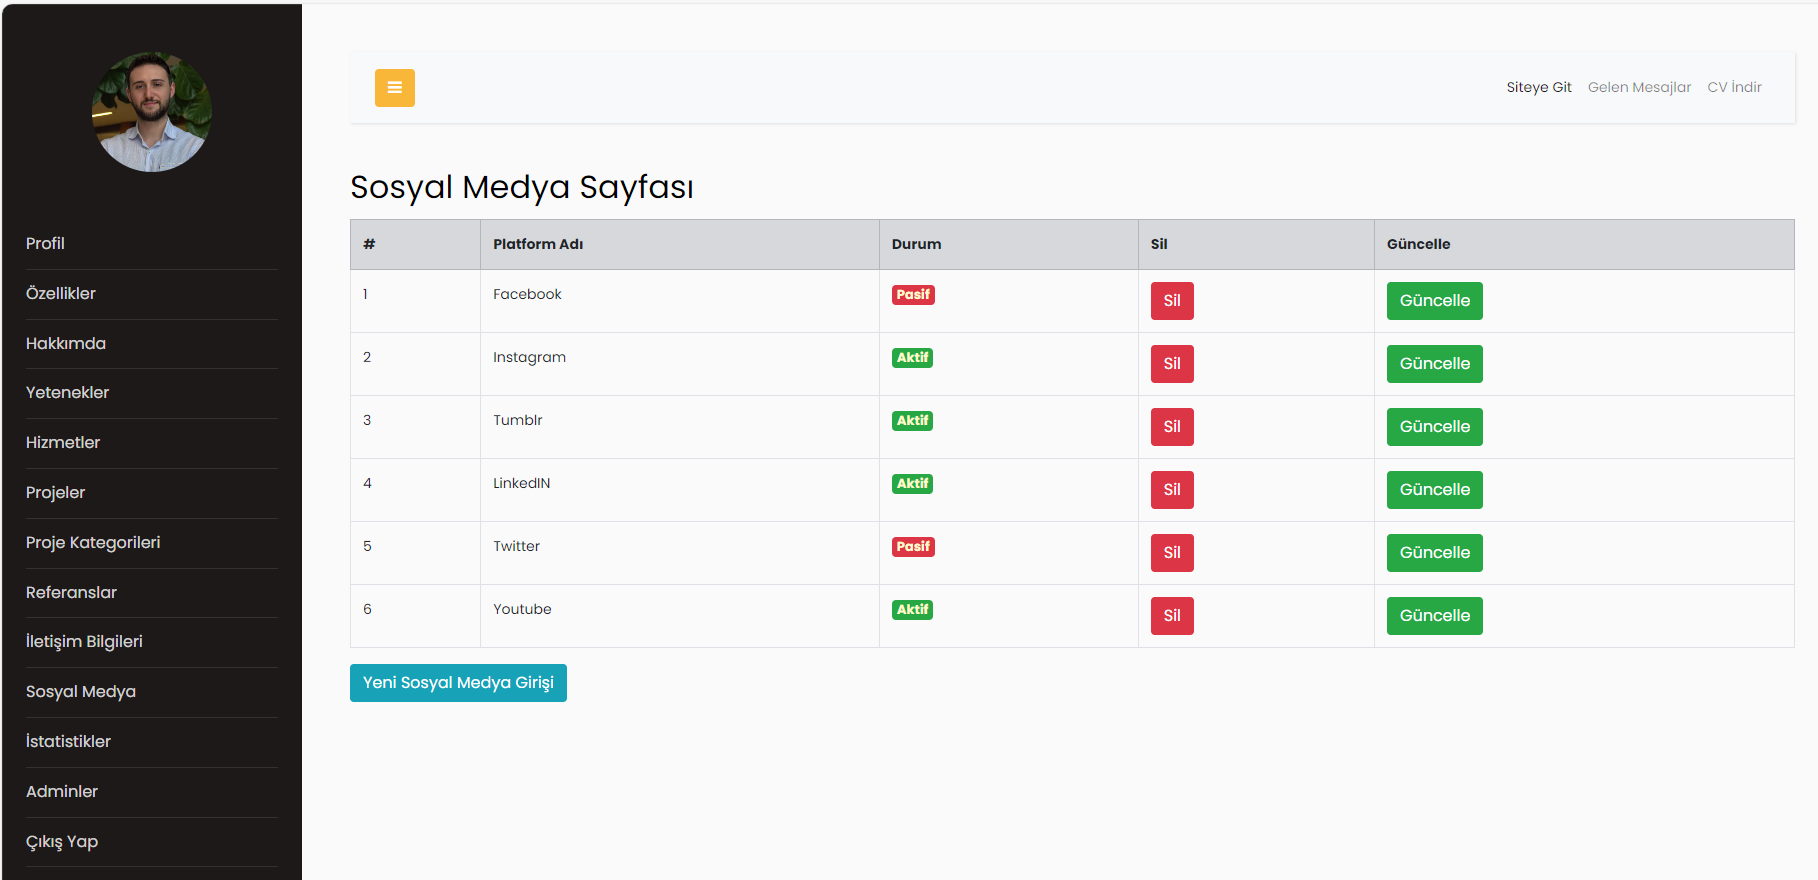 Siteye Git Gelen Mesajlar CV İndir
Profil
Özellikler
Hakkımda
Yetenekler
Hizmetler
Projeler
Proje Kategorileri
Referanslar
İletişim Bilgileri
Sosyal Medya
İstatistikler
Adminler
Çıkış Yap
Sosyal Medya Sayfası
# Platform Adı Durum Sil Güncelle
1 Facebook Pasif Sil Güncelle
2 Instagram Aktif Sil Güncelle
3 Tumblr Aktif Sil Güncelle
4 LinkedIN Aktif Sil Güncelle
5 Twitter Pasif Sil Güncelle
6 Youtube Aktif Sil Güncelle
Yeni Sosyal Medya Girişi